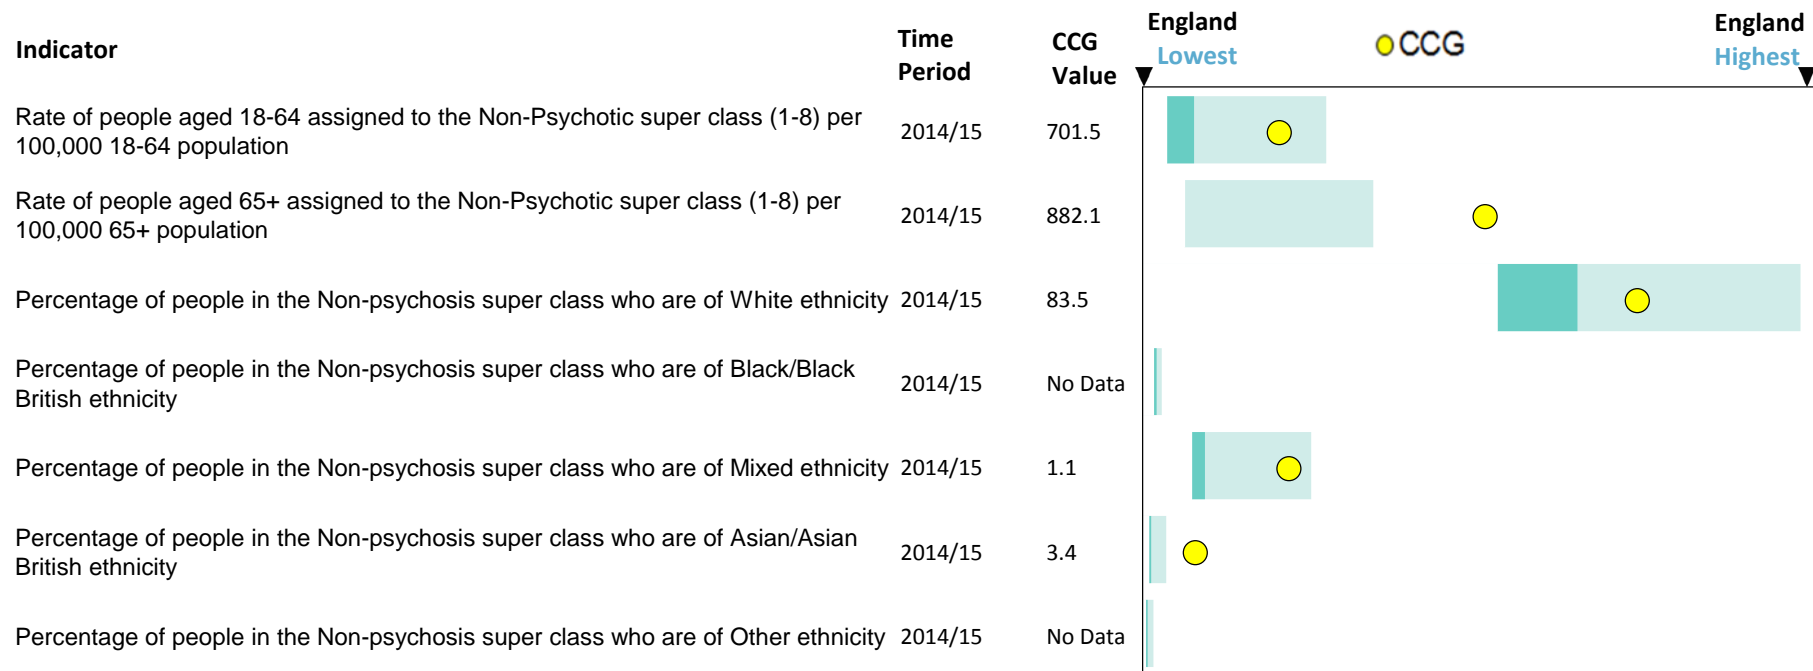 Indicator
Time Period
CCG Value
England Lowest
CCG
England Highest
Rate of people aged 18-64 assigned to the Non-Psychotic super class (1-8) per
100,000 18-64 population
2014/15
701.5
Rate of people aged 65+ assigned to the Non-Psychotic super class (1-8) per
100,000 65+ population
2014/15
882.1
Percentage of people in the Non-psychosis super class who are of White ethnicity
2014/15
83.5
Percentage of people in the Non-psychosis super class who are of Black/Black
British ethnicity
2014/15
No Data
Percentage of people in the Non-psychosis super class who are of Mixed ethnicity
2014/15
1.1
Percentage of people in the Non-psychosis super class who are of Asian/Asian
British ethnicity
2014/15
3.4
Percentage of people in the Non-psychosis super class who are of Other ethnicity
2014/15
No Data